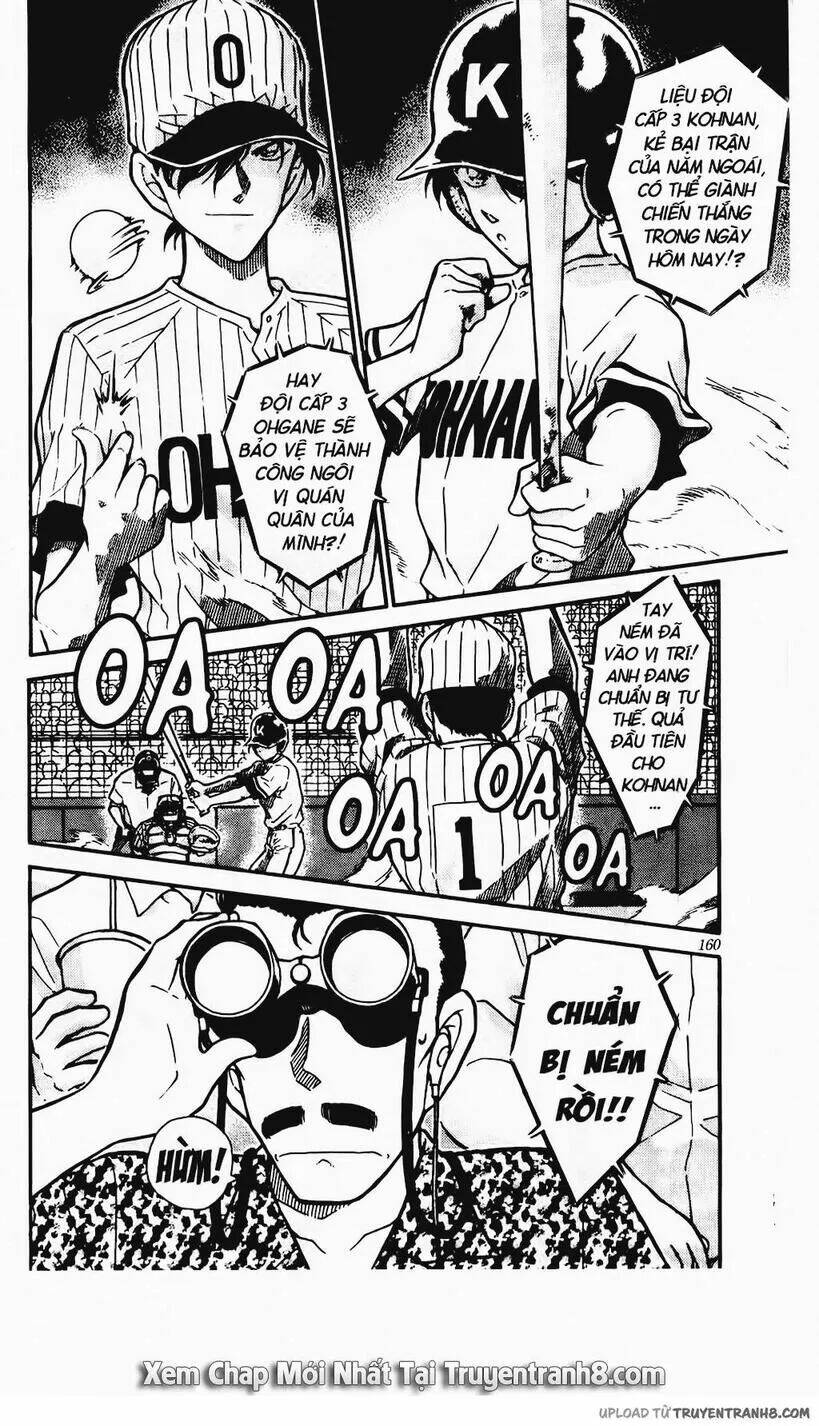 O
K
LIỆU ĐỘI
CẤP 3 KOHNAN,
KẺ BẠI TRẬN
CỦA NĂM NGOÁI,
CÓ THỂ GIÀNH
CHIẾN THẮNG
TRONG NGÀY
HÔM NAY!?
KOHNAN
HAY
ĐỘI CẤP 3
OHGANE SẼ
BẢO VỆ THÀNH
CÔNG NGÔI
VỊ QUÁN
QUÂN CỦA
MÌNH?!
OH
TAY
NÉM ĐÃ
VÀO VỊ TRÍ!
ANH ĐANG
CHUẨN BỊ TƯ
THẾ. QUẢ
ĐẦU TIÊN
CHO
KOHNAN
...
OA OA
OA OA OA
1
160
CHUẨN
BỊ NÉM
RỒI!!
HỪM!
Xem Chap Mới Nhất Tại Truyentranh8.com
UPLOAD TỪ TRUYENTRANH8.COM